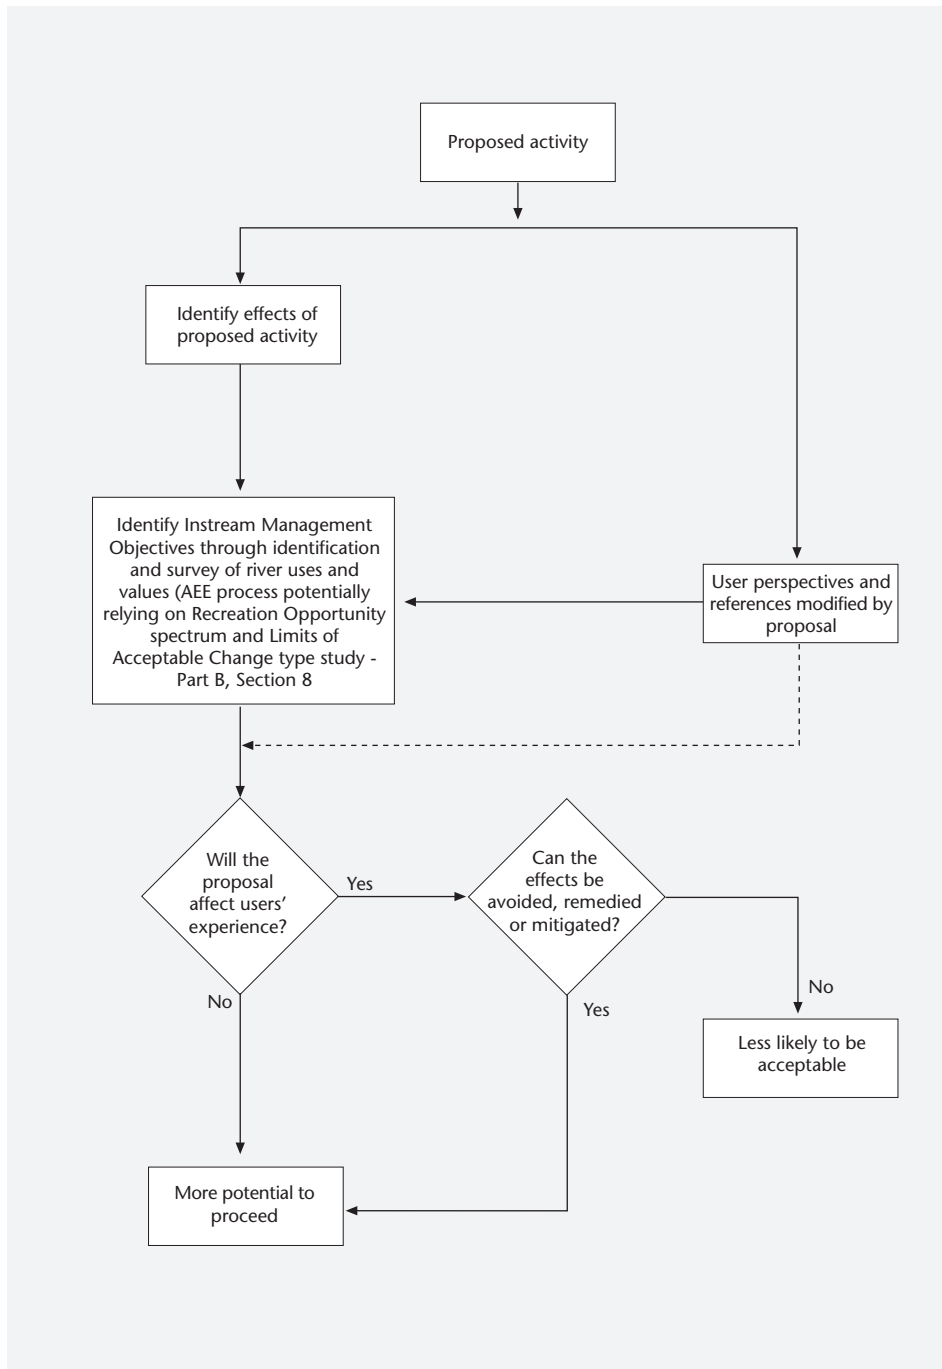 Proposed activity
Identify effects of
proposed activity
Identify Instream Management
Objectives through identification
and survey of river uses and
values (AEE process potentially
relying on Recreation Opportunity
spectrum and Limits of
Acceptable Change type study -
Part B, Section 8
User perspectives and
references modified by
proposal
Will the
proposal
affect users’
experience?
Yes
Can the
effects be
avoided, remedied
or mitigated?
No
Yes
No
Less likely to be
acceptable
More potential to
proceed